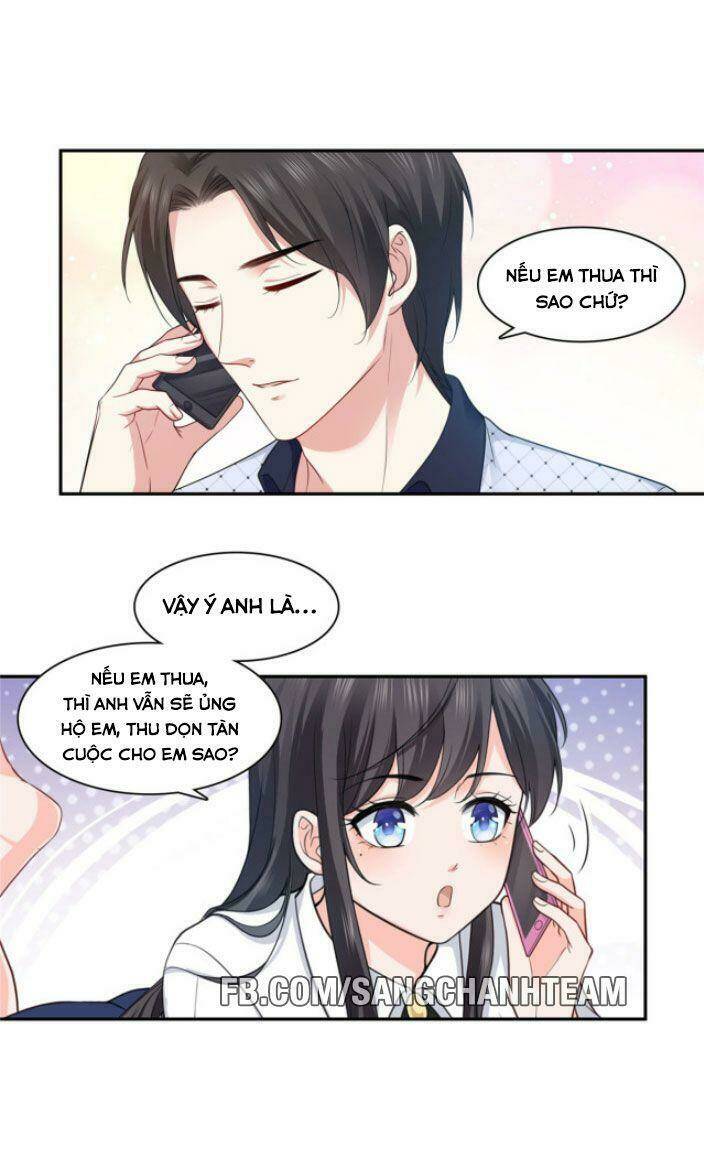 NẾU EM THUA THÌ
SAO CHỨ?
VẬY Ý ANH LÀ...
NẾU EM THUA,
THÌ ANH VẪN SẼ ỦNG
HỘ EM, THU DỌN TÀN
CUỘC CHO EM SAO?
FB.COM/SANGCHANHTEAM